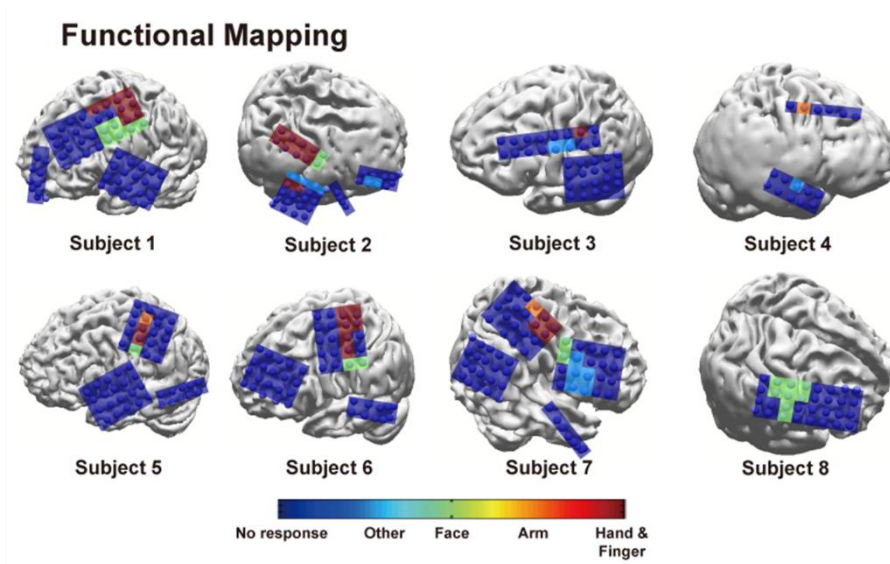 Functional Mapping
Subject 1
Subject 2
Subject 3
Subject 4
Subject 5
Subject 6
Subject 7
Subject 8
No response
Other
Face
Arm
Hand &
Finger